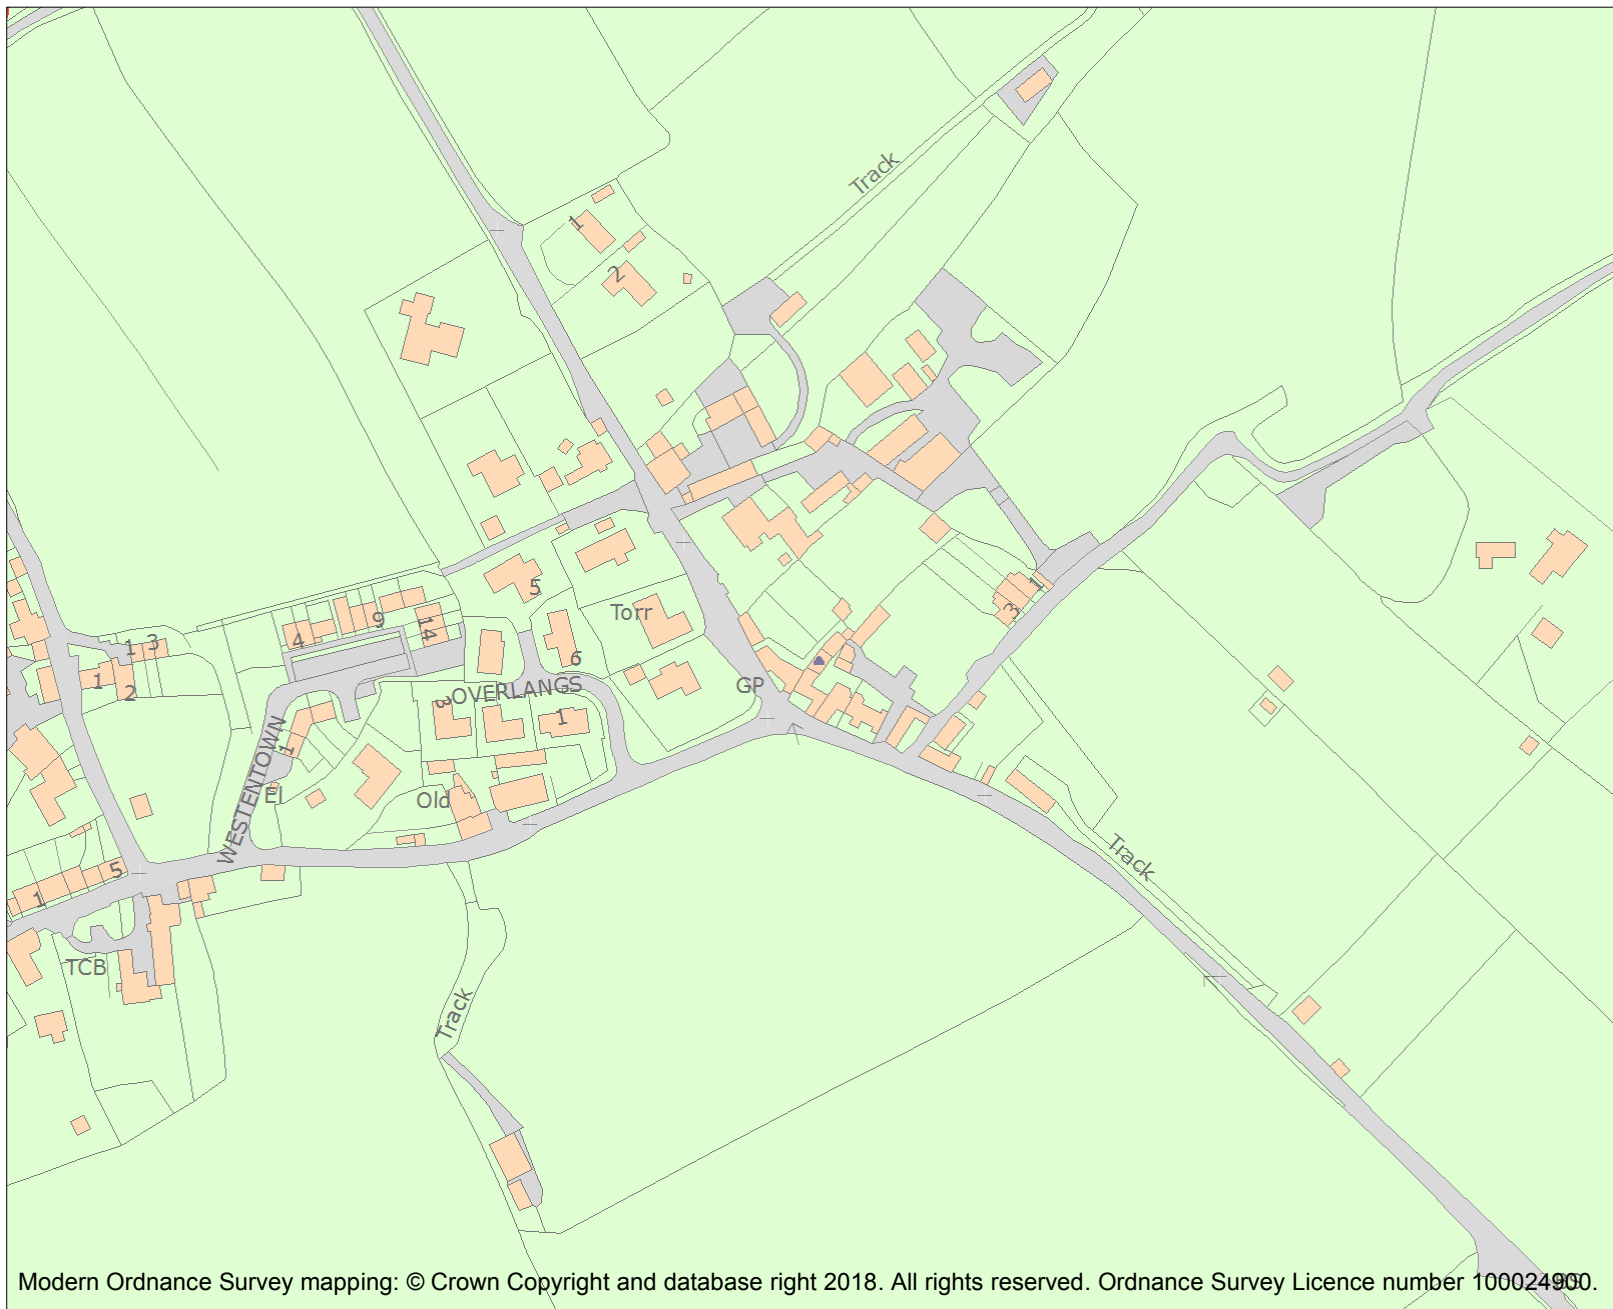 Track
1
2
5
Torr
9
4
14
1
3
1
3
1
2
6
OVERLANGS
3
GP
1
1
WESTENTOWN
El
Old
Track
5
1
TCB
Track
Modern Ordnance Survey mapping: © Crown Copyright and database right 2018. All rights reserved. Ordnance Survey Licence number 100024900.